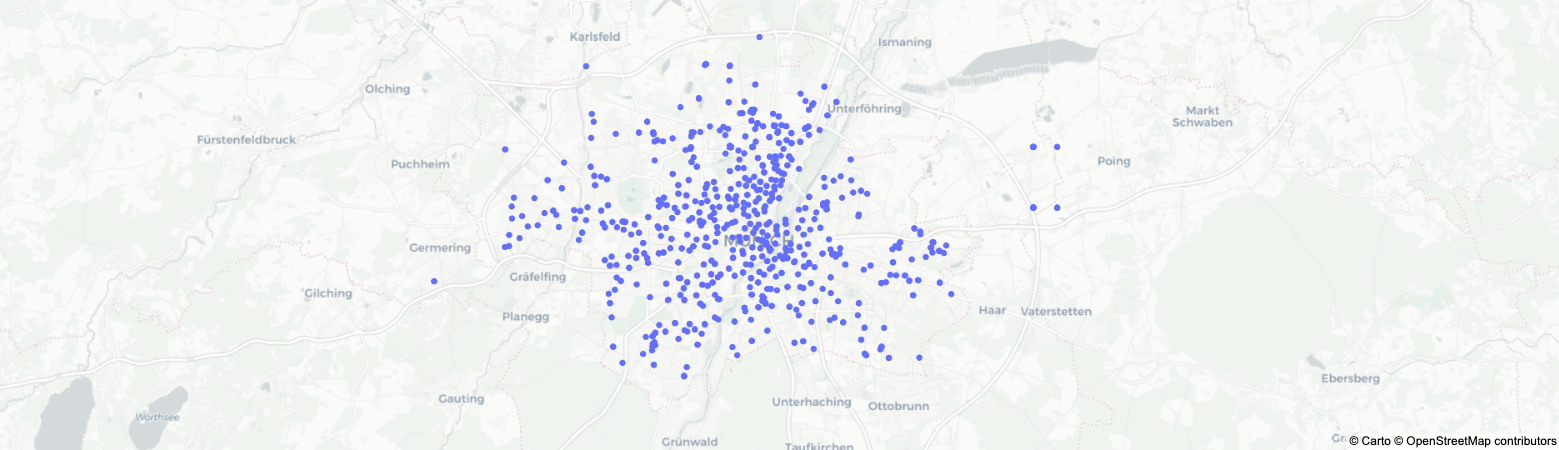 Karlsfeld
Ismaning
Olching
Unterföhring
Markt
Schwaben
Fürstenfeldbruck
Puchheim
Poing
Germering
Gräfelfing
Gilching
Planegg
Haar
Vaterstetten
Ebersberg
Gauting
Unterhaching
Ottobrunn
Wörthsee
Grünwald
Taufkirchen
© Carto © OpenStreetMap contributors